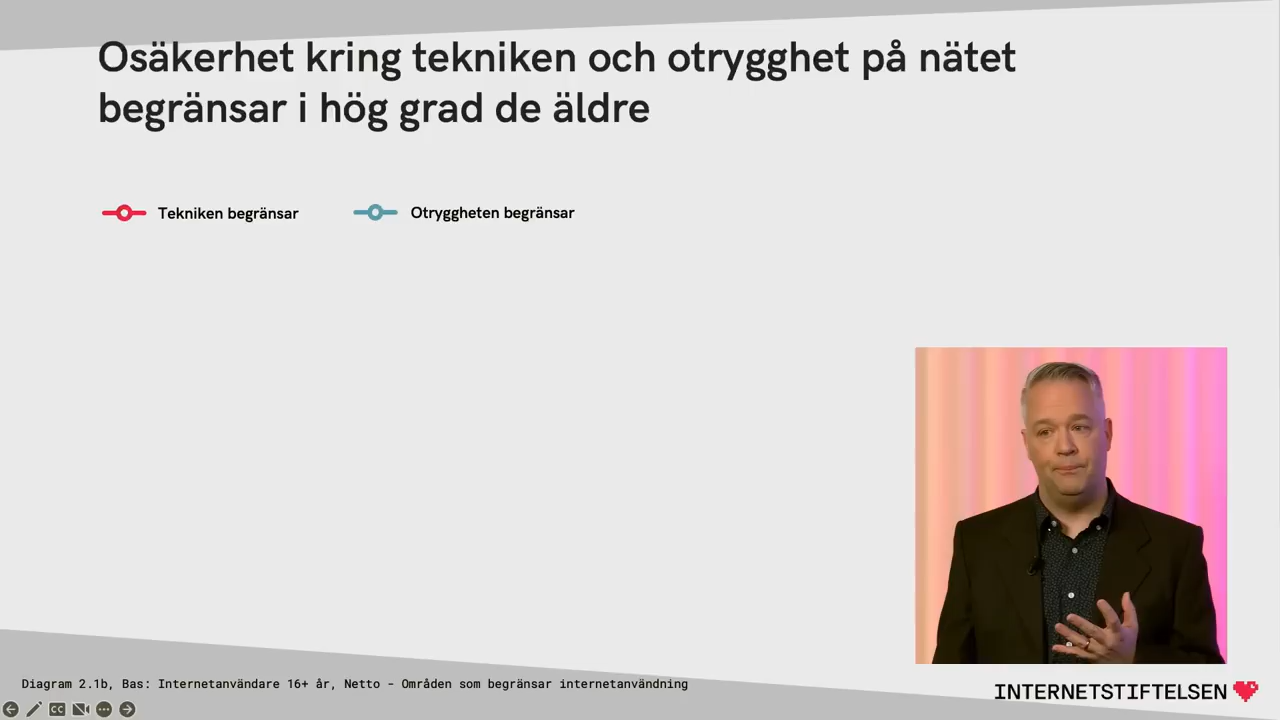 Osäkerhet kring tekniken och otrygghet på nätet
begränsar i hög grad de äldre
Tekniken begränsar
Otryggheten begränsar
Diagram 2.1b, Bas: Internetanvändare 16+ år, Netto - Områden som begränsar internetanvändning
INTERNETSTIFTELSEN
CC